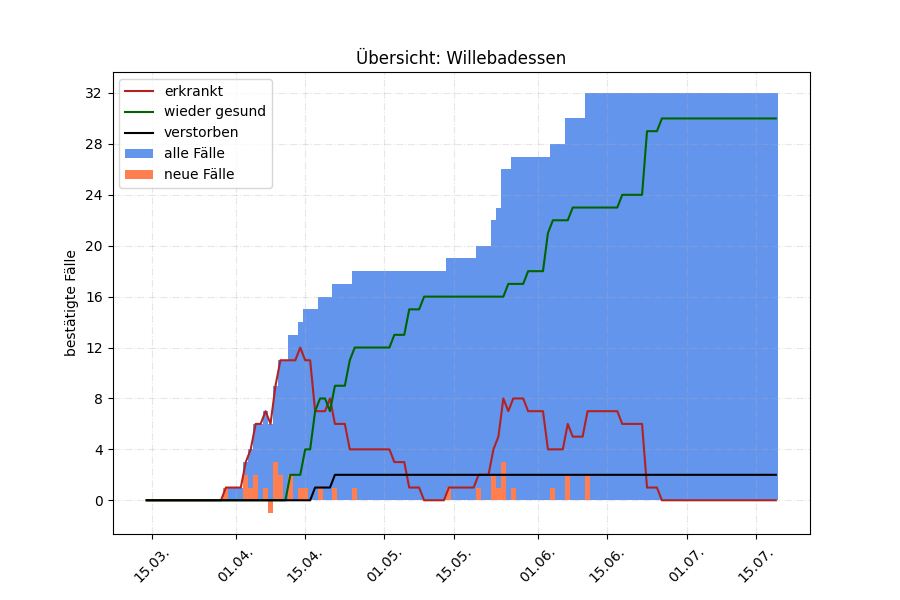 Übersicht: Willebadessen
erkrankt
wieder gesund
verstorben
alle Fälle
neue Fälle
bestätigte Fälle
32
28
24
20
16
12
8
4
0
15.03.
01.04.
15.04.
01.05.
15.05.
01.06.
15.06.
01.07.
15.07.